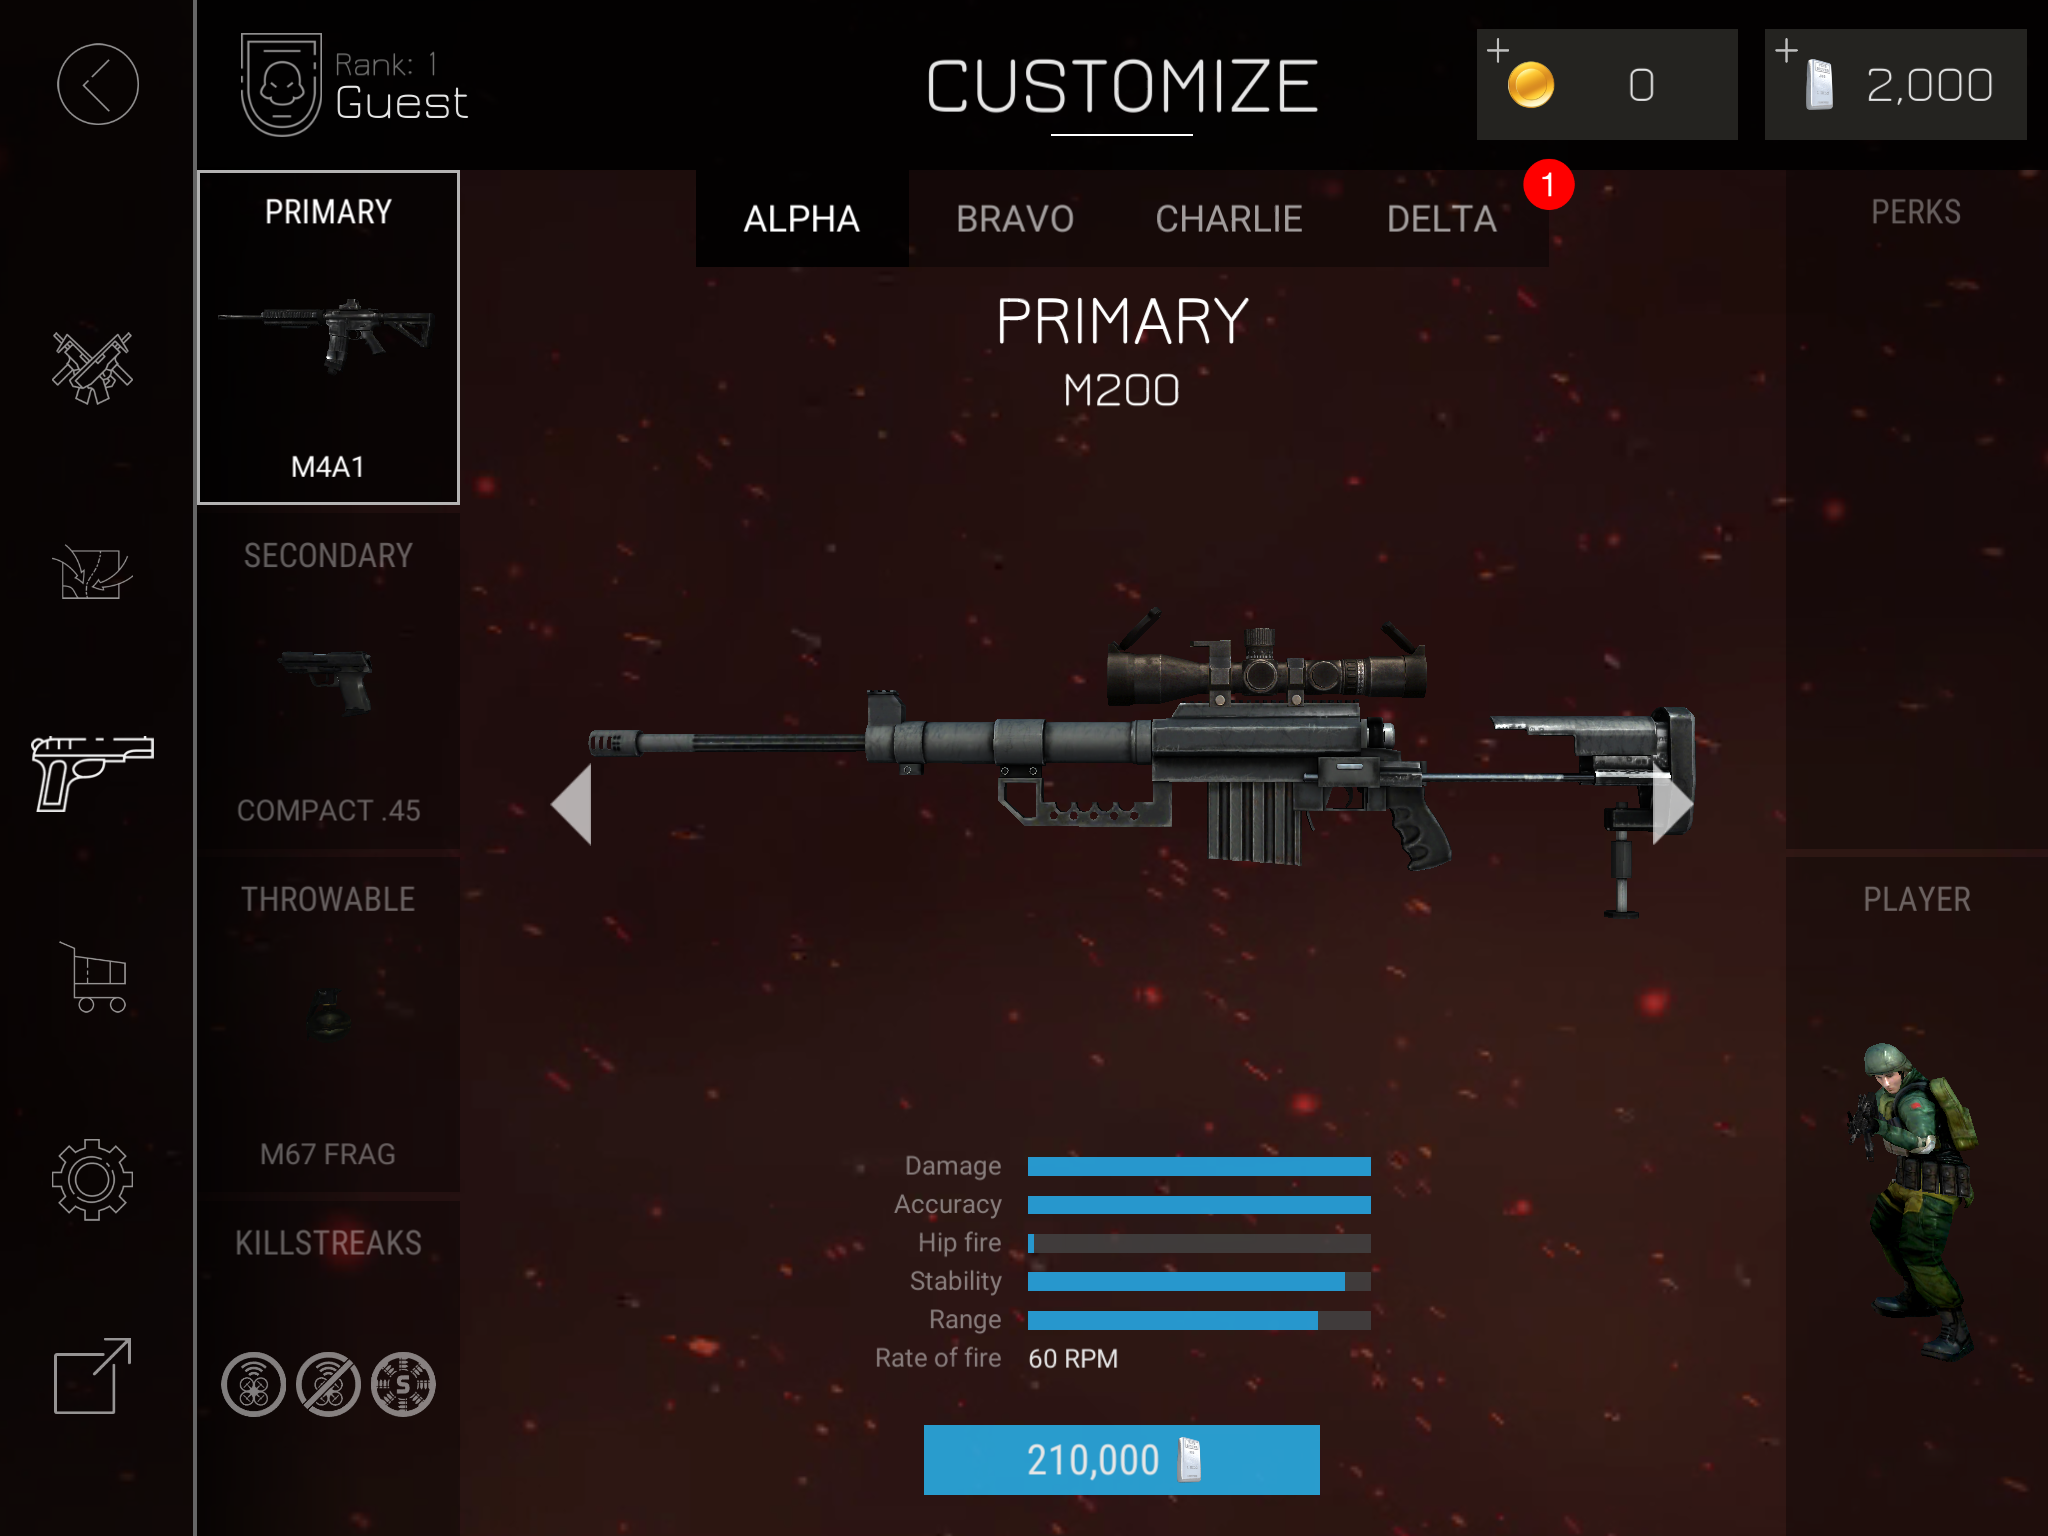 Rank: 1
Guest
CUSTOMIZE
0
2,000
PRIMARY
M4A1
SECONDARY
COMPACT .45
THROWABLE
M67 FRAG
KILLSTREAKS
S
ALPHA
BRAVO
CHARLIE
DELTA
1
PRIMARY
M200
Damage
Accuracy
Hip fire
Stability
Range
Rate of fire 60 RPM
210,000
PERKS
PLAYER